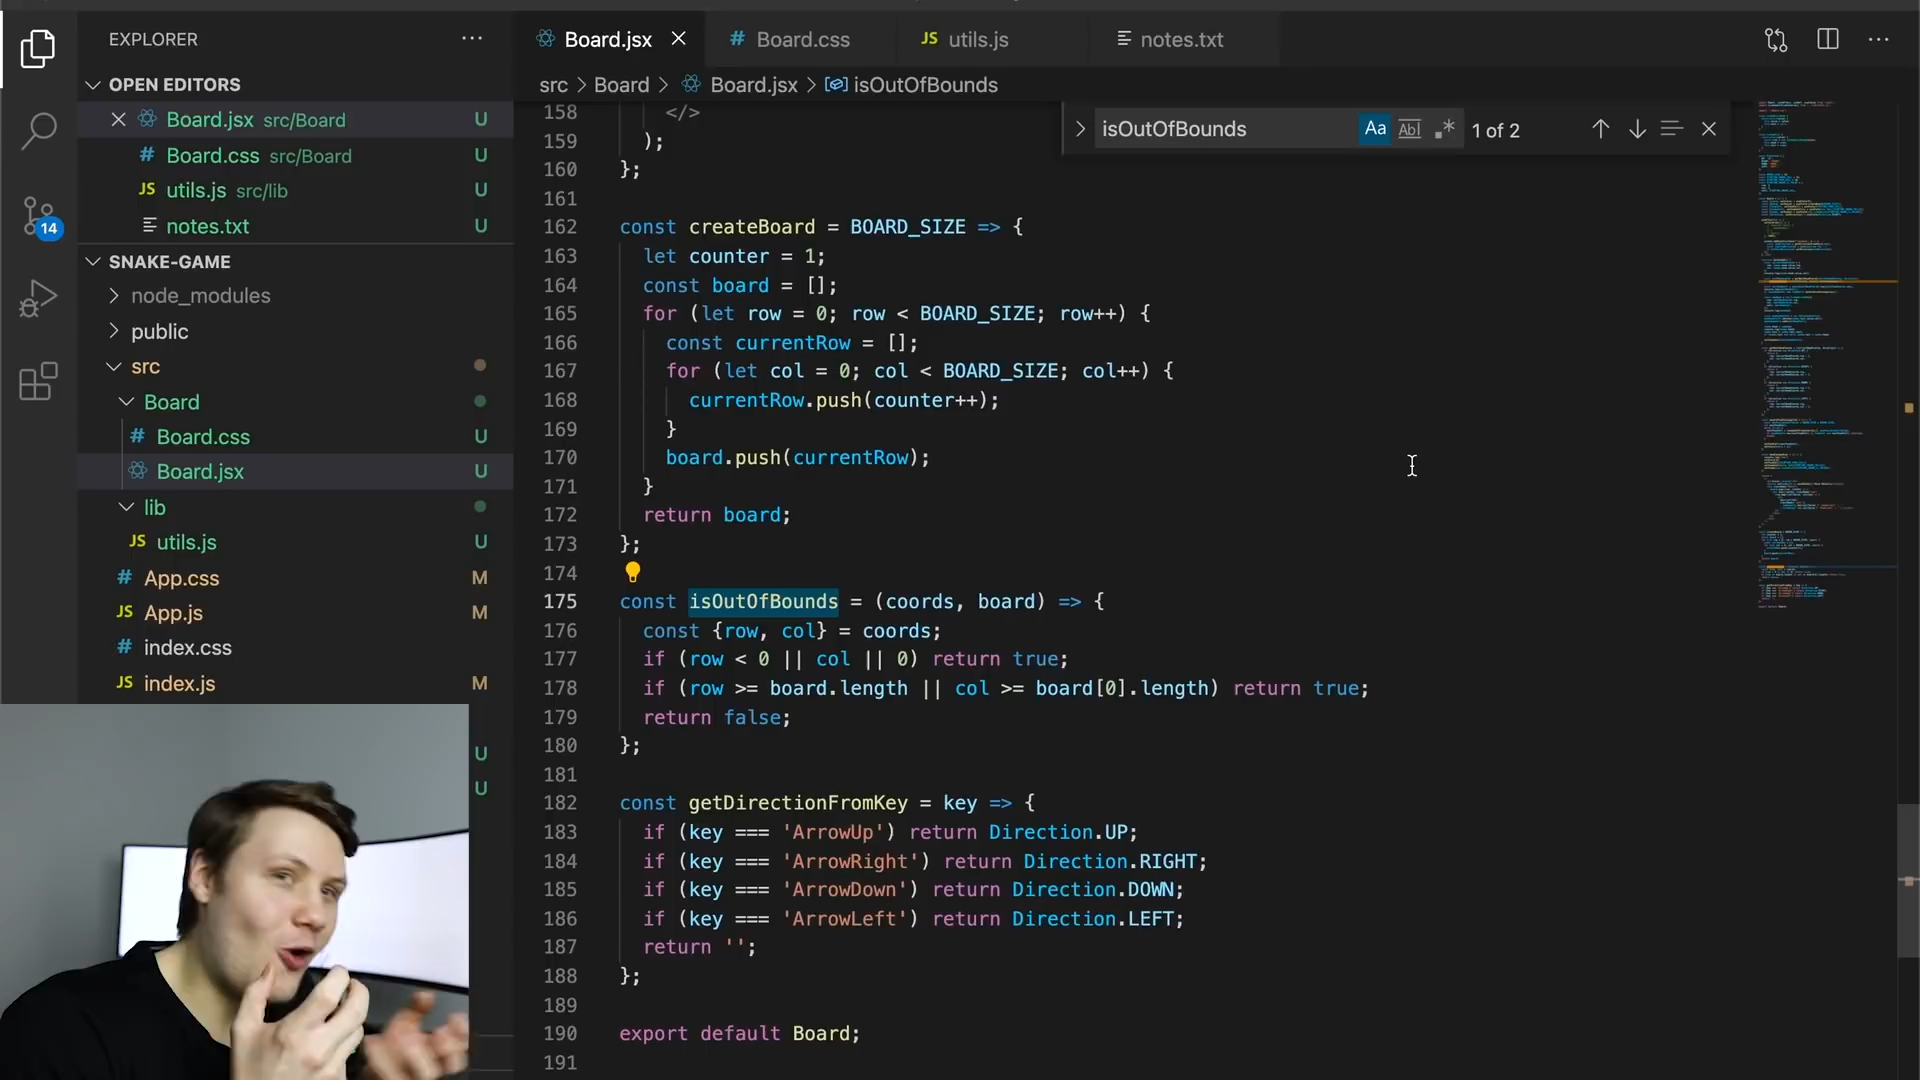 EXPLORER
OPEN EDITORS
Board.jsx src/Board U
# Board.css src/Board U
JS utils.js src/lib U
notes.txt U
SNAKE-GAME
node_modules
public
src
Board
# Board.css U
Board.jsx U
lib
JS utils.js U
# App.css M
JS App.js M
# index.css
JS index.js M
U
U
14
Board.jsx
# Board.css
JS utils.js
notes.txt
src > Board > Board.jsx > isOutOfBounds
isOutOfBounds Aa Abl .* 1 of 2
158 </>
159 );
160 };
161
162 const createBoard = BOARD_SIZE => {
163 let counter = 1;
164 const board = [];
165 for (let row = 0; row < BOARD_SIZE; row++) {
166 const currentRow = [];
167 for (let col = 0; col < BOARD_SIZE; col++) {
168 currentRow.push(counter++);
169 }
170 board.push(currentRow);
171 }
172 return board;
173 };
174
175 const isOutOfBounds = (coords, board) => {
176 const {row, col} = coords;
177 if (row < 0 || col || 0) return true;
178 if (row >= board.length || col >= board[0].length) return true;
179 return false;
180 };
181
182 const getDirectionFromKey = key => {
183 if (key === 'ArrowUp') return Direction.UP;
184 if (key === 'ArrowRight') return Direction.RIGHT;
185 if (key === 'ArrowDown') return Direction.DOWN;
186 if (key === 'ArrowLeft') return Direction.LEFT;
187 return '';
188 };
189
190 export default Board;
191